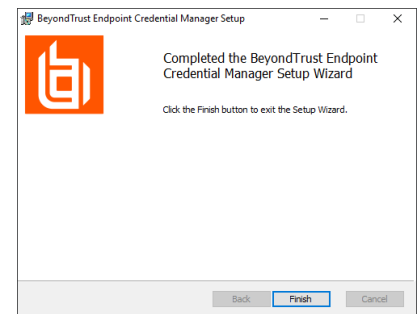 BeyondTrust Endpoint Credential Manager Setup
Completed the BeyondTrust Endpoint
Credential Manager Setup Wizard
Click the Finish button to exit the Setup Wizard.
Back Finish Cancel